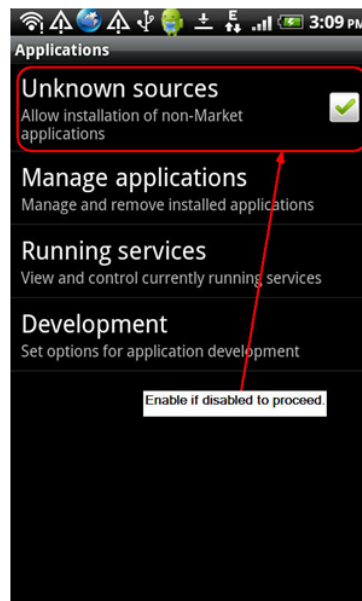 E 3:09 PM
Applications
Unknown sources
Allow installation of non-Market
applications
Manage applications
Manage and remove installed applications
Running services
View and control currently running services
Development
Set options for application development
Enable if disabled to proceed.